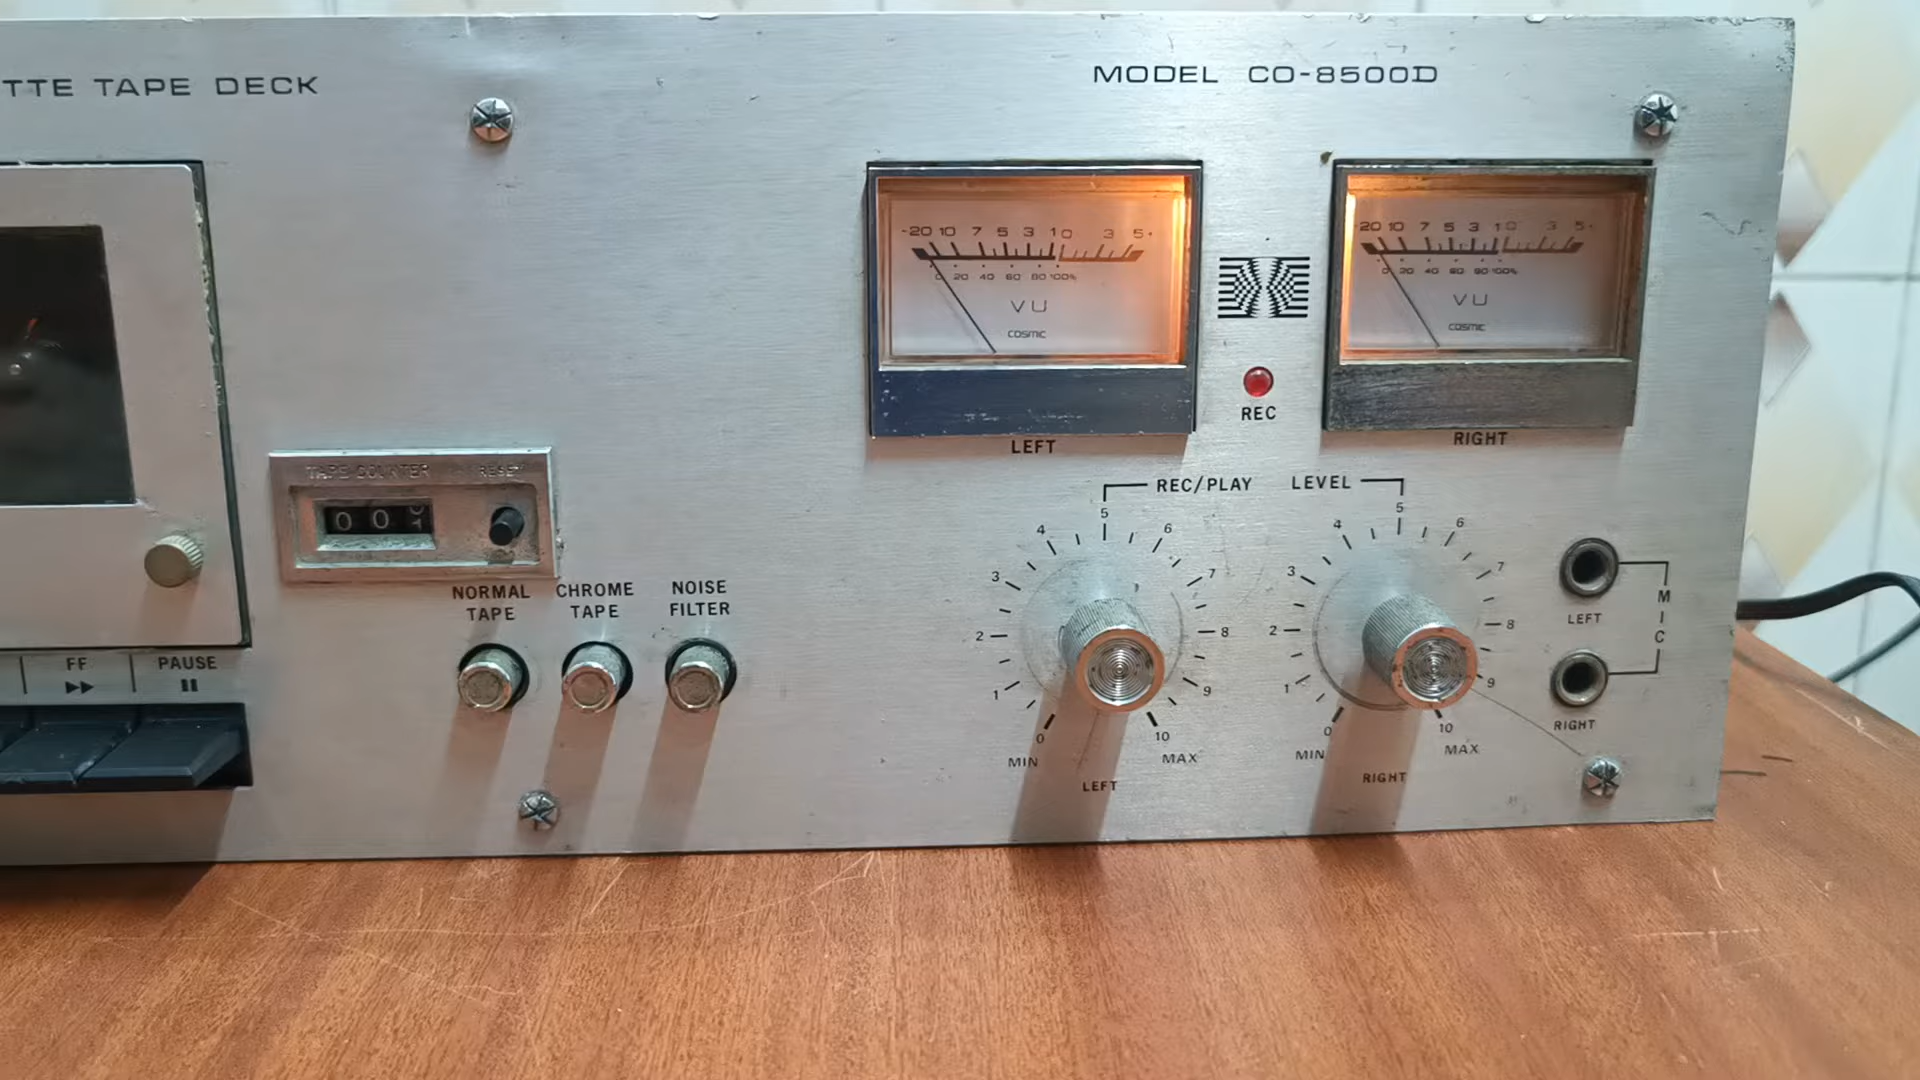 TTE TAPE DECK
MODEL CO-8500D
-20 10 7 5 3 1 0 3 5+
0 20 40 60 80 100%
VU
COSMIC
LEFT
REC
20 10 7 5 3 1 0 3 5+
0 20 40 60 80 100%
VU
COSMIC
RIGHT
TAPE COUNTER RESET
0 0
NORMAL TAPE
CHROME TAPE
NOISE FILTER
FF
PAUSE
REC/PLAY LEVEL
0 1 2 3 4 5 6 7 8 9 10
MIN MAX
LEFT
0 1 2 3 4 5 6 7 8 9 10
MIN MAX
RIGHT
LEFT
MIC
RIGHT